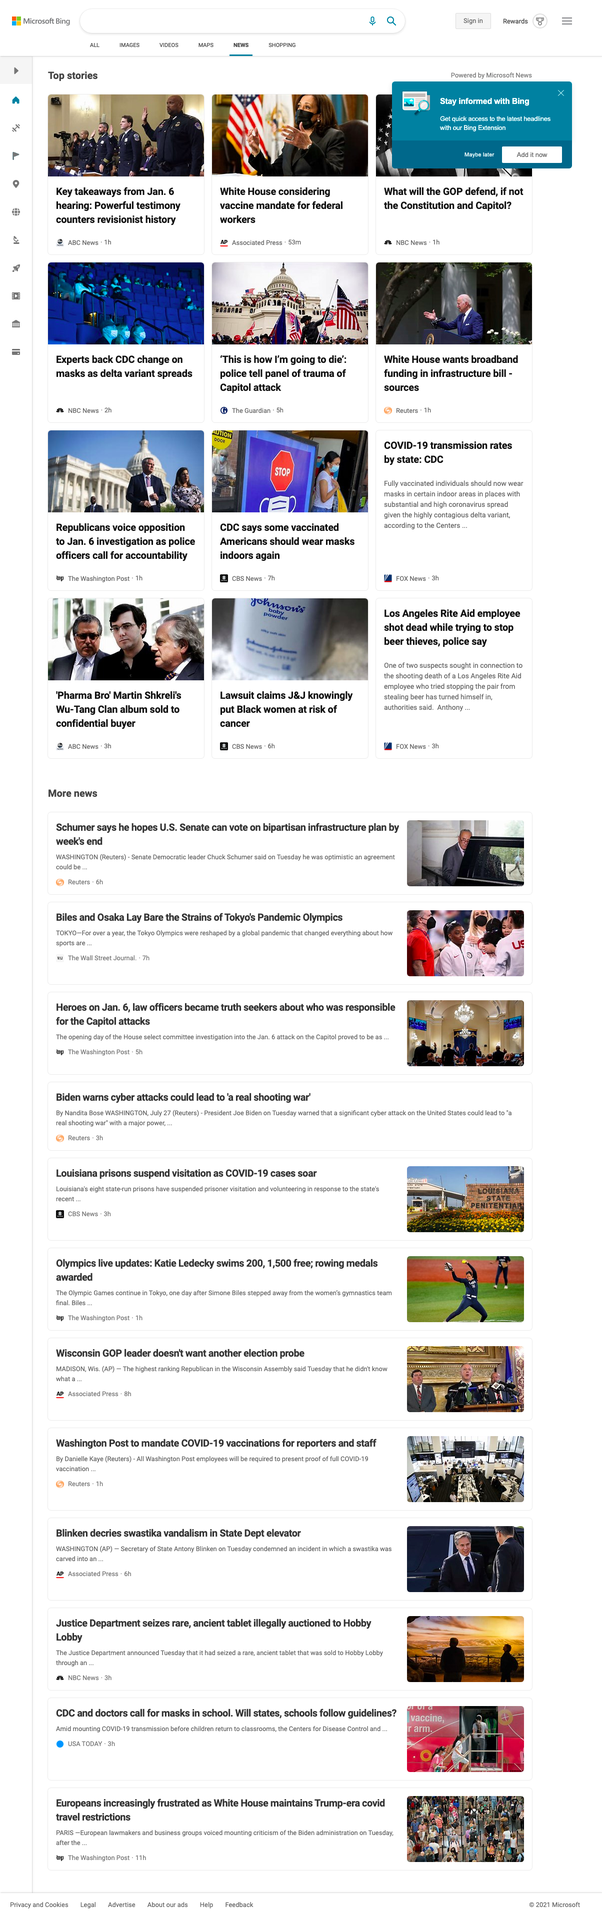 Microsoft Bing
Sign in
Rewards
ALL
IMAGES
VIDEOS
MAPS
NEWS
SHOPPING
Top stories
Powered by Microsoft News
Stay informed with Bing
Get quick access to the latest headlines
with our Bing Extension
Maybe later
Add it now
Key takeaways from Jan. 6
hearing: Powerful testimony
counters revisionist history
ABC News · 1h
White House considering
vaccine mandate for federal
workers
AP Associated Press · 53m
What will the GOP defend, if not
the Constitution and Capitol?
NBC News · 1h
Experts back CDC change on
masks as delta variant spreads
NBC News · 2h
'This is how I'm going to die':
police tell panel of trauma of
Capitol attack
The Guardian · 5h
White House wants broadband
funding in infrastructure bill -
sources
Reuters · 1h
Republicans voice opposition
to Jan. 6 investigation as police
officers call for accountability
wp The Washington Post · 1h
STOP
CDC says some vaccinated
Americans should wear masks
indoors again
CBS News · 7h
COVID-19 transmission rates
by state: CDC
Fully vaccinated individuals should now wear
masks in certain indoor areas in places with
substantial and high coronavirus spread
given the highly contagious delta variant,
according to the Centers ...
FOX News · 3h
'Pharma Bro' Martin Shkreli's
Wu-Tang Clan album sold to
confidential buyer
ABC News · 3h
Johnson's
baby
powder
Lawsuit claims J&J knowingly
put Black women at risk of
cancer
CBS News · 6h
Los Angeles Rite Aid employee
shot dead while trying to stop
beer thieves, police say
One of two suspects sought in connection to
the shooting death of a Los Angeles Rite Aid
employee who tried stopping the pair from
stealing beer has turned himself in,
authorities said. Anthony ...
FOX News · 3h
More news
Schumer says he hopes U.S. Senate can vote on bipartisan infrastructure plan by
week's end
WASHINGTON (Reuters) - Senate Democratic leader Chuck Schumer said on Tuesday he was optimistic an agreement
could be ...
Reuters · 6h
Biles and Osaka Lay Bare the Strains of Tokyo's Pandemic Olympics
TOKYO—For over a year, the Tokyo Olympics were reshaped by a global pandemic that changed everything about how
sports are ...
The Wall Street Journal. · 7h
US
Heroes on Jan. 6, law officers became truth seekers about who was responsible
for the Capitol attacks
The opening day of the House select committee investigation into the Jan. 6 attack on the Capitol proved to be as ...
wp The Washington Post · 5h
Biden warns cyber attacks could lead to 'a real shooting war'
By Nandita Bose WASHINGTON, July 27 (Reuters) - President Joe Biden on Tuesday warned that a significant cyber attack on the United States could lead to "a
real shooting war" with a major power, ...
Reuters · 3h
Louisiana prisons suspend visitation as COVID-19 cases soar
Louisiana's eight state-run prisons have suspended prisoner visitation and volunteering in response to the state's
recent ...
CBS News · 3h
LOUISIANA
STATE
PENITENTIAR
Olympics live updates: Katie Ledecky swims 200, 1,500 free; rowing medals
awarded
The Olympic Games continue in Tokyo, one day after Simone Biles stepped away from the women's gymnastics team
final. Biles ...
wp The Washington Post · 1h
Wisconsin GOP leader doesn't want another election probe
MADISON, Wis. (AP) — The highest ranking Republican in the Wisconsin Assembly said Tuesday that he didn't know
what a ...
AP Associated Press · 8h
Washington Post to mandate COVID-19 vaccinations for reporters and staff
By Danielle Kaye (Reuters) - All Washington Post employees will be required to present proof of full COVID-19
vaccination ...
Reuters · 1h
Blinken decries swastika vandalism in State Dept elevator
WASHINGTON (AP) — Secretary of State Antony Blinken on Tuesday condemned an incident in which a swastika was
carved into an ...
AP Associated Press · 6h
Justice Department seizes rare, ancient tablet illegally auctioned to Hobby
Lobby
The Justice Department announced Tuesday that it had seized a rare, ancient tablet that was sold to Hobby Lobby
through an ...
NBC News · 3h
CDC and doctors call for masks in school. Will states, schools follow guidelines?
Amid mounting COVID-19 transmission before children return to classrooms, the Centers for Disease Control and ...
USA TODAY · 3h
vaccine,
r arm.
Europeans increasingly frustrated as White House maintains Trump-era covid
travel restrictions
PARIS —European lawmakers and business groups voiced mounting criticism of the Biden administration on Tuesday,
after the ...
wp The Washington Post · 11h
Privacy and Cookies
Legal
Advertise
About our ads
Help
Feedback
© 2021 Microsoft